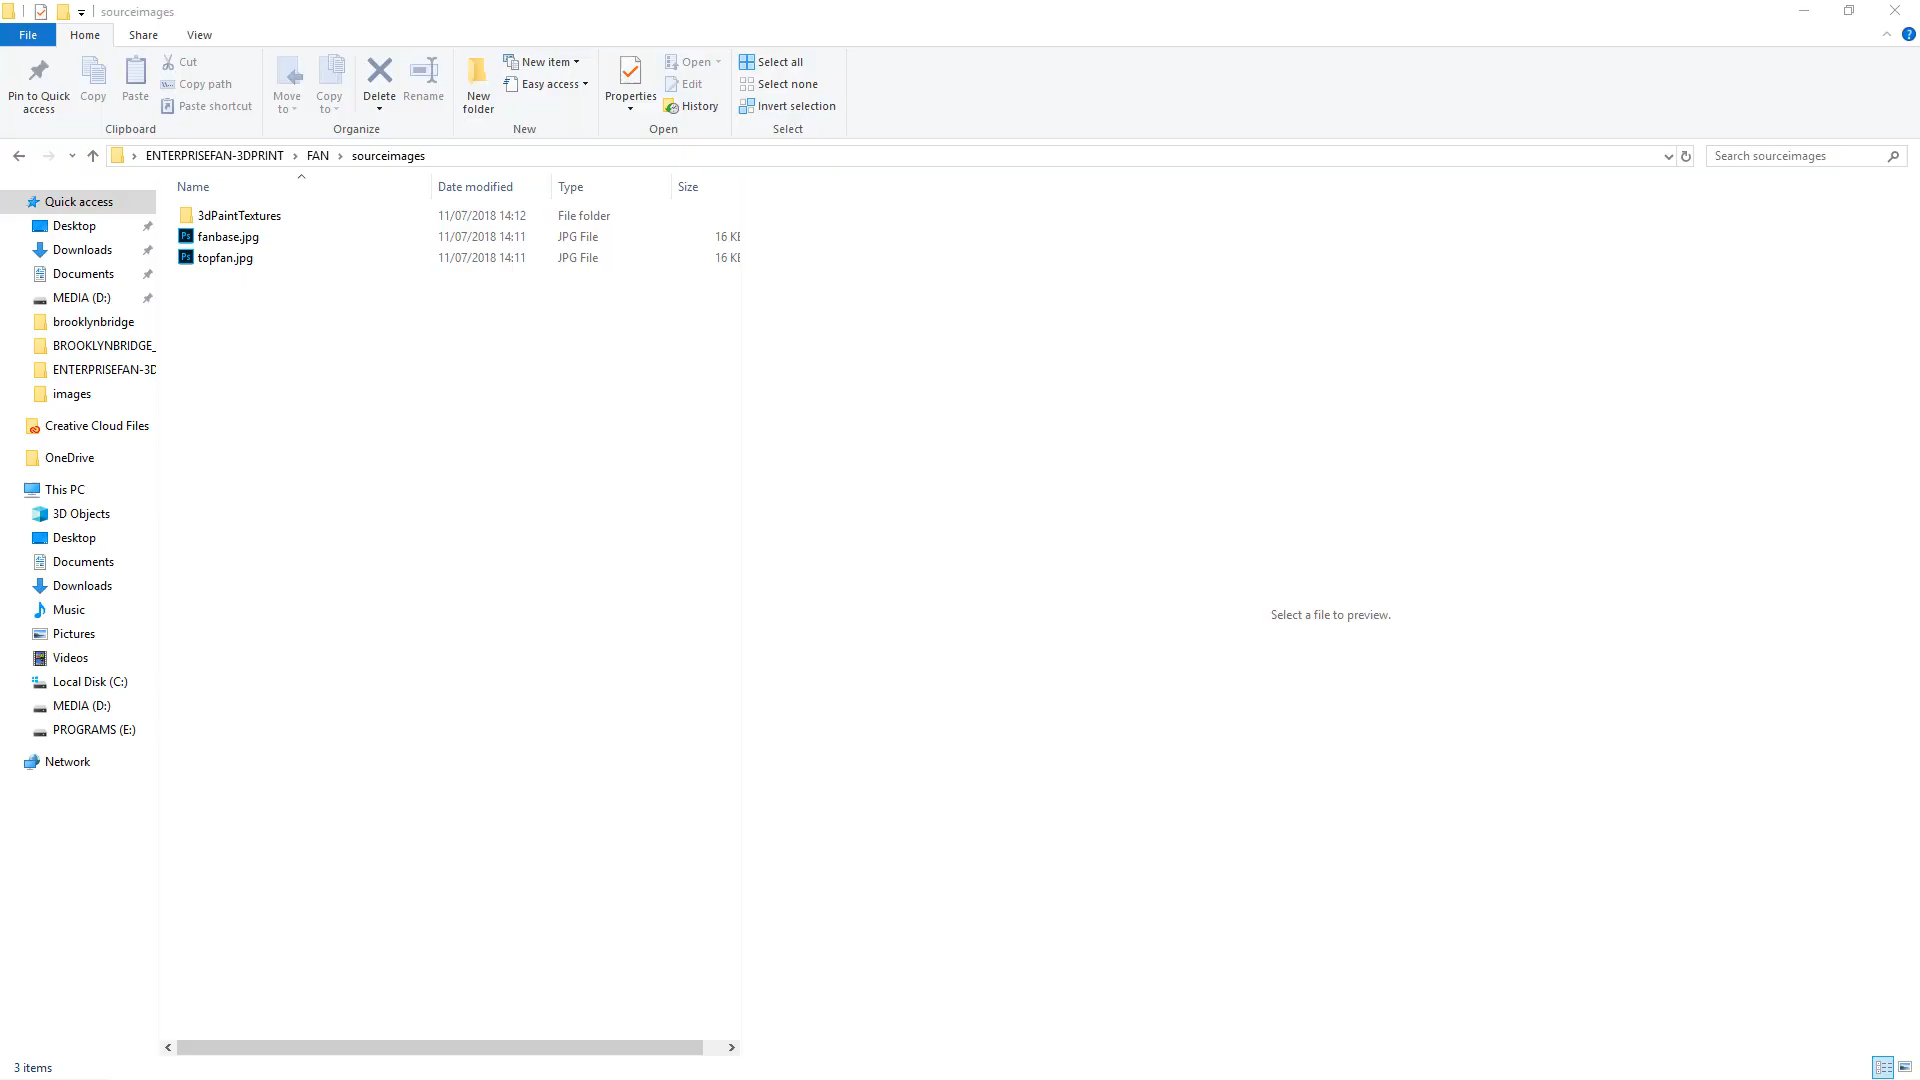 sourceimages
File Home Share View
Pin to Quick access
Copy
Paste
Cut
Copy path
Paste shortcut
Clipboard
Move to
Copy to
Delete
Rename
Organize
New folder
New item
Easy access
New
Properties
Open
Edit
History
Open
Select all
Select none
Invert selection
Select
ENTERPRISEFAN-3DPRINT > FAN > sourceimages
Search sourceimages
Name Date modified Type Size
3dPaintTextures 11/07/2018 14:12 File folder
Ps fanbase.jpg 11/07/2018 14:11 JPG File 16 KE
Ps topfan.jpg 11/07/2018 14:11 JPG File 16 KE
Quick access
Desktop
Downloads
Documents
MEDIA (D:)
brooklynbridge
BROOKLYNBRIDGE_
ENTERPRISEFAN-3D
images
Creative Cloud Files
OneDrive
This PC
3D Objects
Desktop
Documents
Downloads
Music
Pictures
Videos
Local Disk (C:)
MEDIA (D:)
PROGRAMS (E:)
Network
Select a file to preview.
3 items